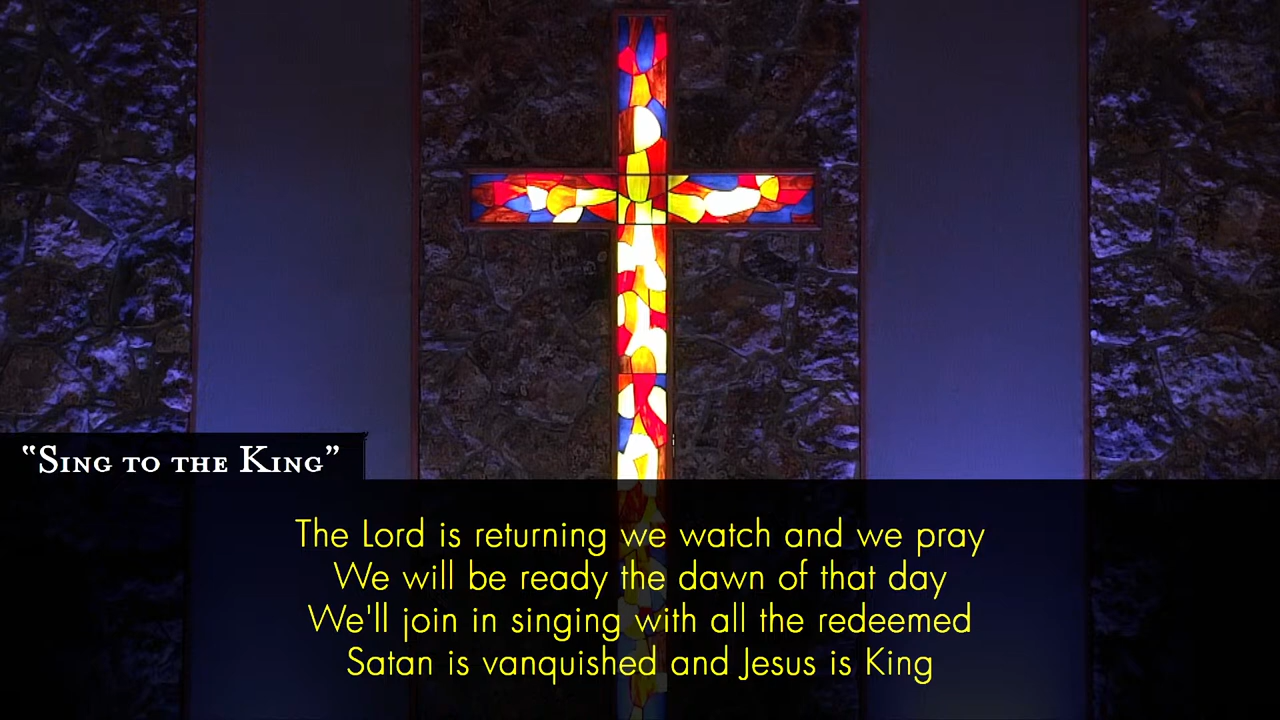 “Sing to the King”
The Lord is returning we watch and we pray
We will be ready the dawn of that day
We'll join in singing with all the redeemed
Satan is vanquished and Jesus is King